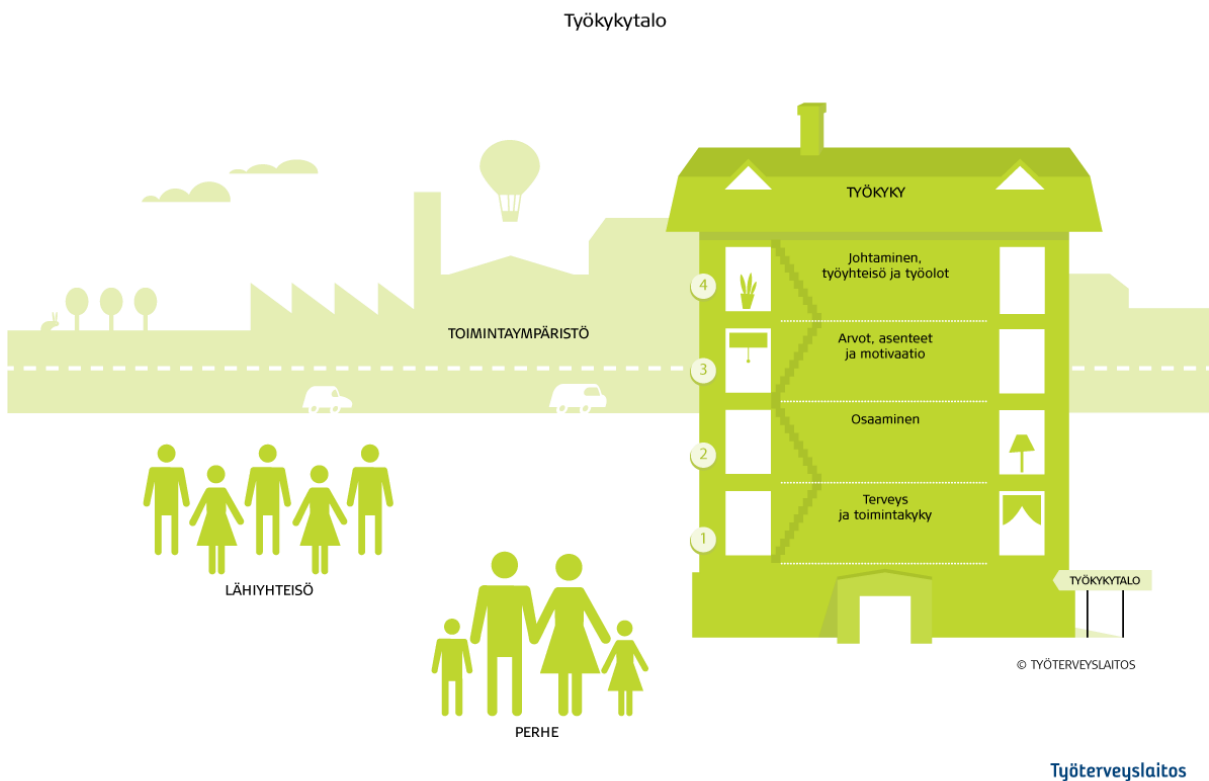 Työkykytalo
TYÖKYKY
4
Johtaminen,
työyhteisö ja työolot
TOIMINTAYMPÄRISTÖ
3
Arvot, asenteet
ja motivaatio
2
Osaaminen
1
Terveys
ja toimintakyky
LÄHIYHTEISÖ
TYÖKYKYTALO
© TYÖTERVEYSLAITOS
PERHE
Työterveyslaitos